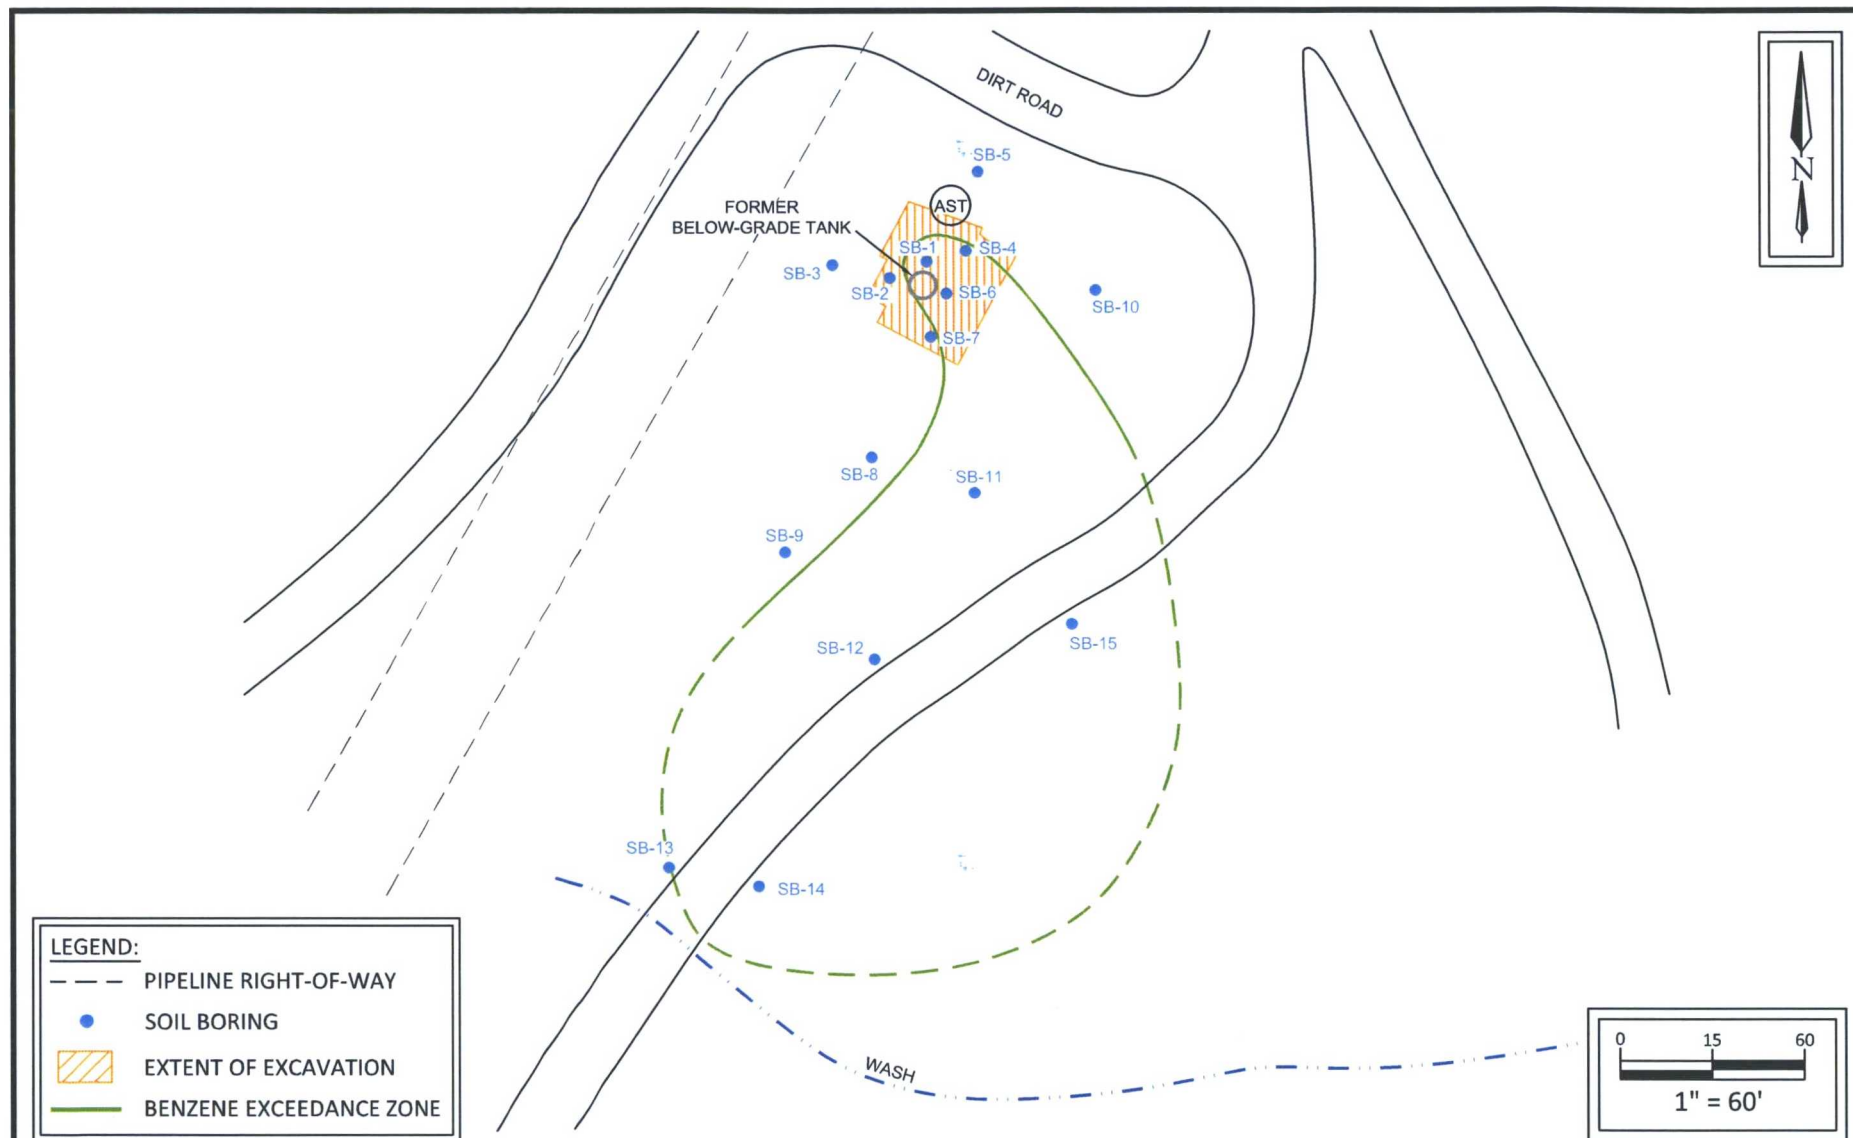 DIRT ROAD
N
SB-5
AST
FORMER
BELOW-GRADE TANK
SB-1
SB-4
SB-3
SB-2
SB-6
SB-10
SB-7
SB-8
SB-11
SB-9
SB-12
SB-15
SB-13
SB-14
WASH
LEGEND:
PIPELINE RIGHT-OF-WAY
SOIL BORING
EXTENT OF EXCAVATION
BENZENE EXCEEDANCE ZONE
0 15 60
1" = 60'